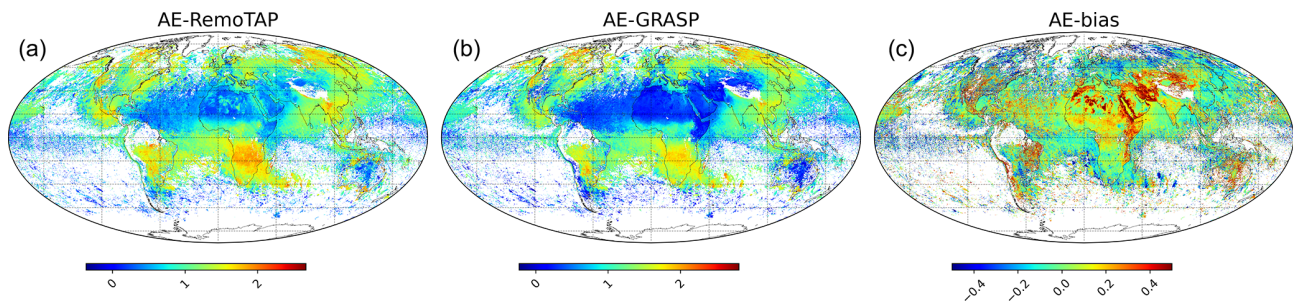 AE-RemoTAP
AE-GRASP
AE-bias
(a)
(b)
(c)
0 1 2
0 1 2
−0.4 −0.2 0.0 0.2 0.4